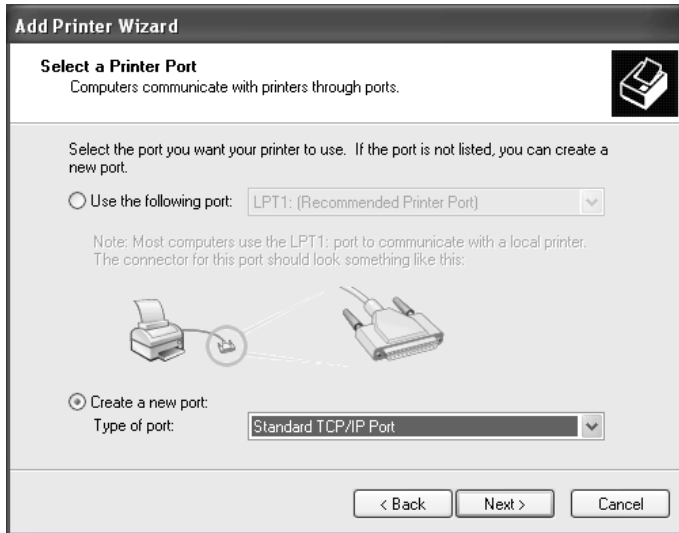 Add Printer Wizard
Select a Printer Port
Computers communicate with printers through ports.
Select the port you want your printer to use. If the port is not listed, you can create a
new port.
Use the following port: LPT1: (Recommended Printer Port)
Note: Most computers use the LPT1: port to communicate with a local printer.
The connector for this port should look something like this:
Create a new port:
Type of port: Standard TCP/IP Port
< Back Next > Cancel